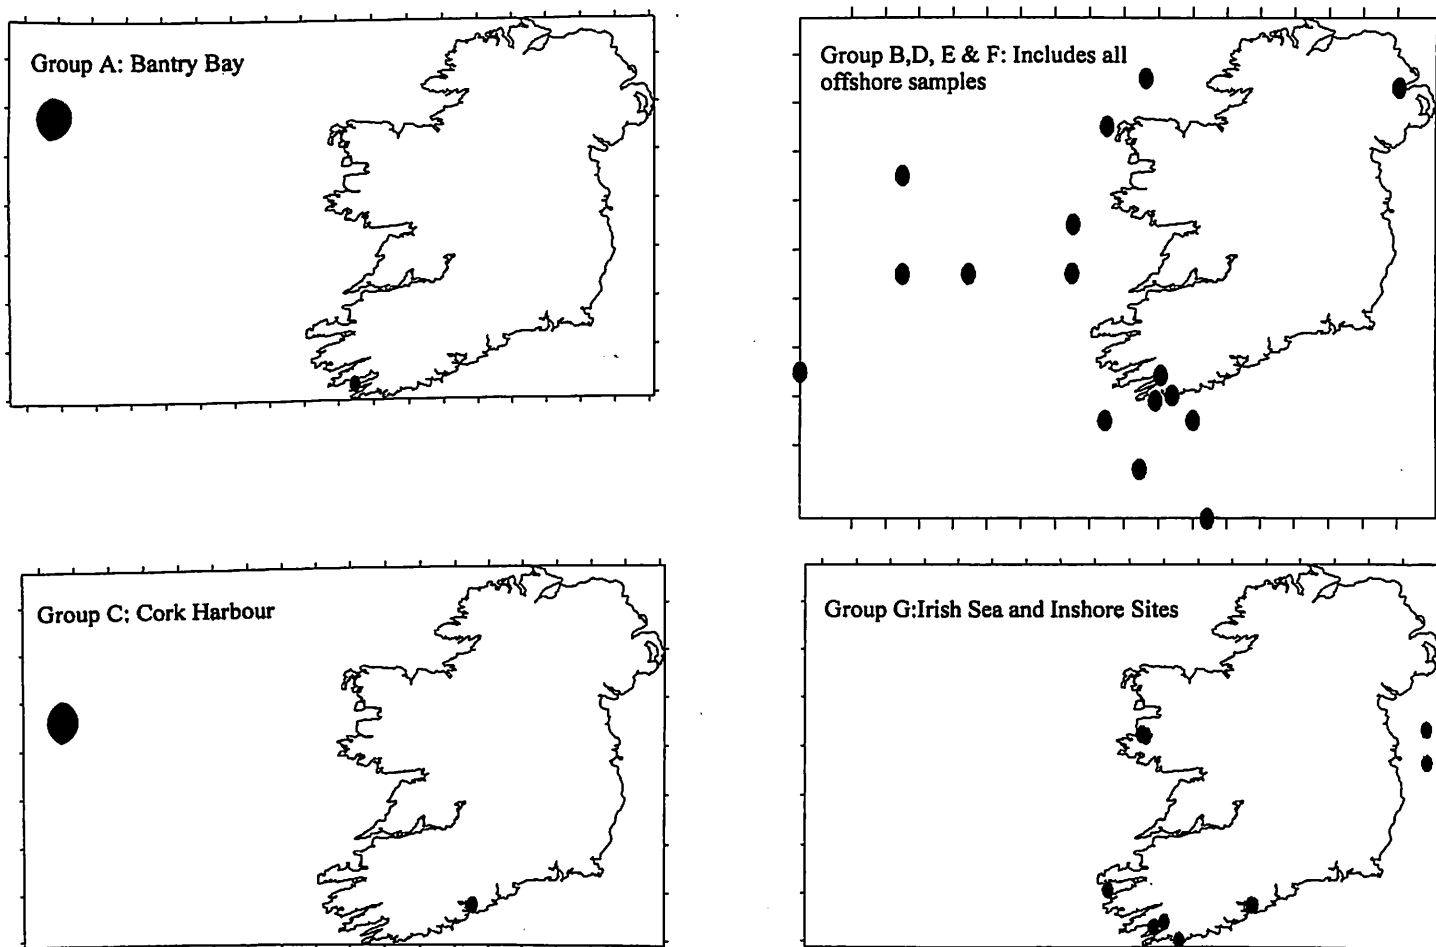 Group A: Bantry Bay
Group B,D, E & F: Includes all
offshore samples
Group C: Cork Harbour
Group G:Irish Sea and Inshore Sites